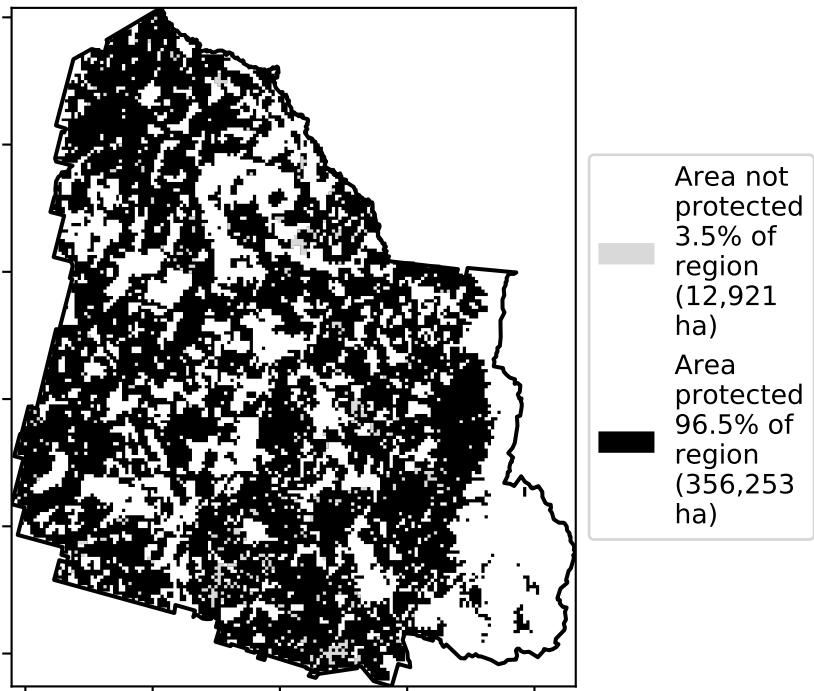 Area not
protected
3.5% of
region
(12,921
ha)
Area
protected
96.5% of
region
(356,253
ha)